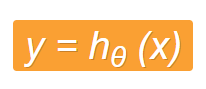 y = hθ (x)